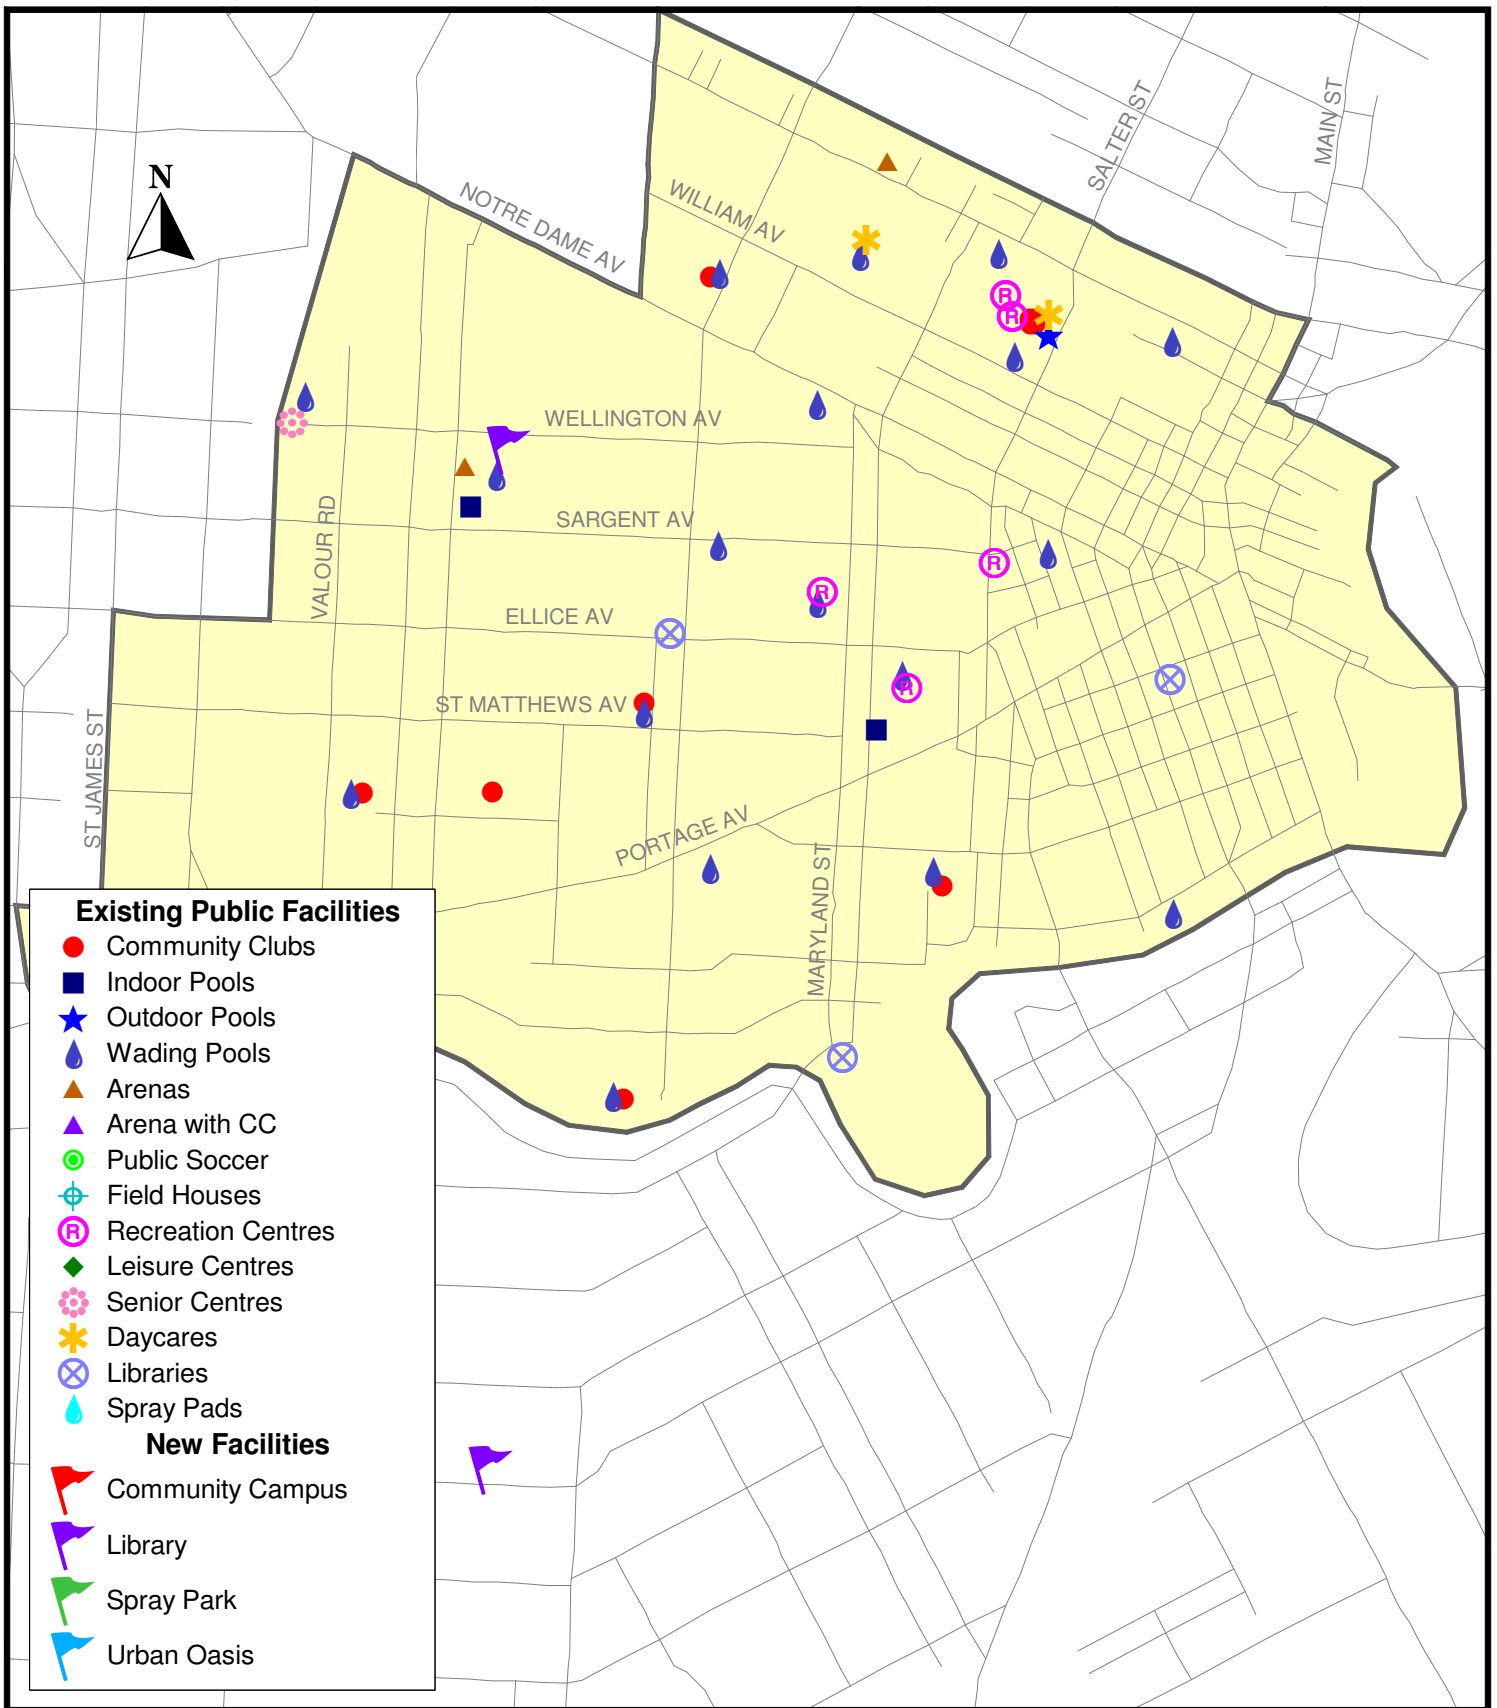 SALTER ST
MAIN ST
N
NOTRE DAME AV
WILLIAM AV
WELLINGTON AV
VALOUR RD
SARGENT AV
ELLICE AV
ST MATTHEWS AV
ST JAMES ST
PORTAGE AV
MARYLAND ST
R
R
R
R
R
Existing Public Facilities
Community Clubs
Indoor Pools
Outdoor Pools
Wading Pools
Arenas
Arena with CC
Public Soccer
Field Houses
R Recreation Centres
Leisure Centres
Senior Centres
Daycares
Libraries
Spray Pads
New Facilities
Community Campus
Library
Spray Park
Urban Oasis